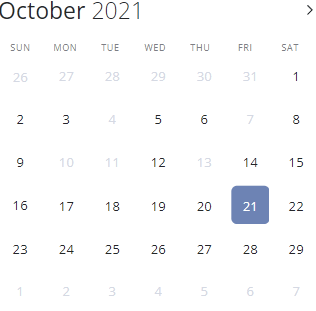 October 2021
SUN MON TUE WED THU FRI SAT
26 27 28 29 30 31 1
2 3 4 5 6 7 8
9 10 11 12 13 14 15
16 17 18 19 20 21 22
23 24 25 26 27 28 29
1 2 3 4 5 6 7